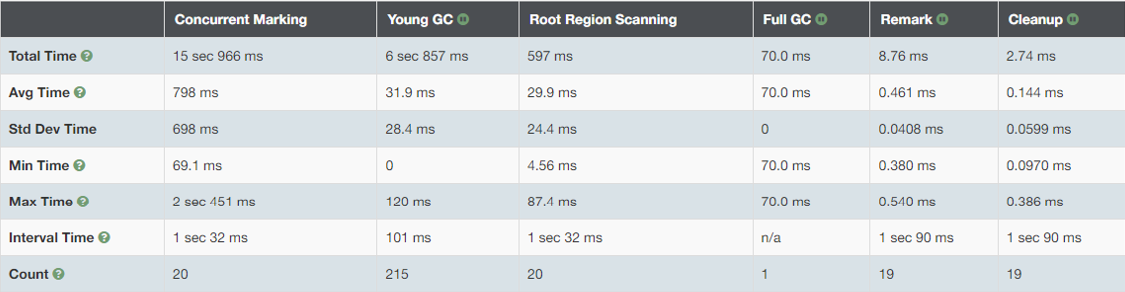 Concurrent Marking Young GC Root Region Scanning Full GC Remark Cleanup
Total Time 15 sec 966 ms 6 sec 857 ms 597 ms 70.0 ms 8.76 ms 2.74 ms
Avg Time 798 ms 31.9 ms 29.9 ms 70.0 ms 0.461 ms 0.144 ms
Std Dev Time 698 ms 28.4 ms 24.4 ms 0 0.0408 ms 0.0599 ms
Min Time 69.1 ms 0 4.56 ms 70.0 ms 0.380 ms 0.0970 ms
Max Time 2 sec 451 ms 120 ms 87.4 ms 70.0 ms 0.540 ms 0.386 ms
Interval Time 1 sec 32 ms 101 ms 1 sec 32 ms n/a 1 sec 90 ms 1 sec 90 ms
Count 20 215 20 1 19 19